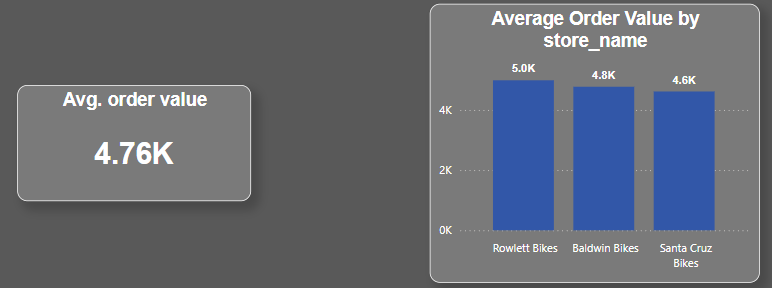 Avg. order value
4.76K
Average Order Value by
store_name
5.0K
4.8K
4.6K
4K
2K
0K
Rowlett Bikes
Baldwin Bikes
Santa Cruz
Bikes